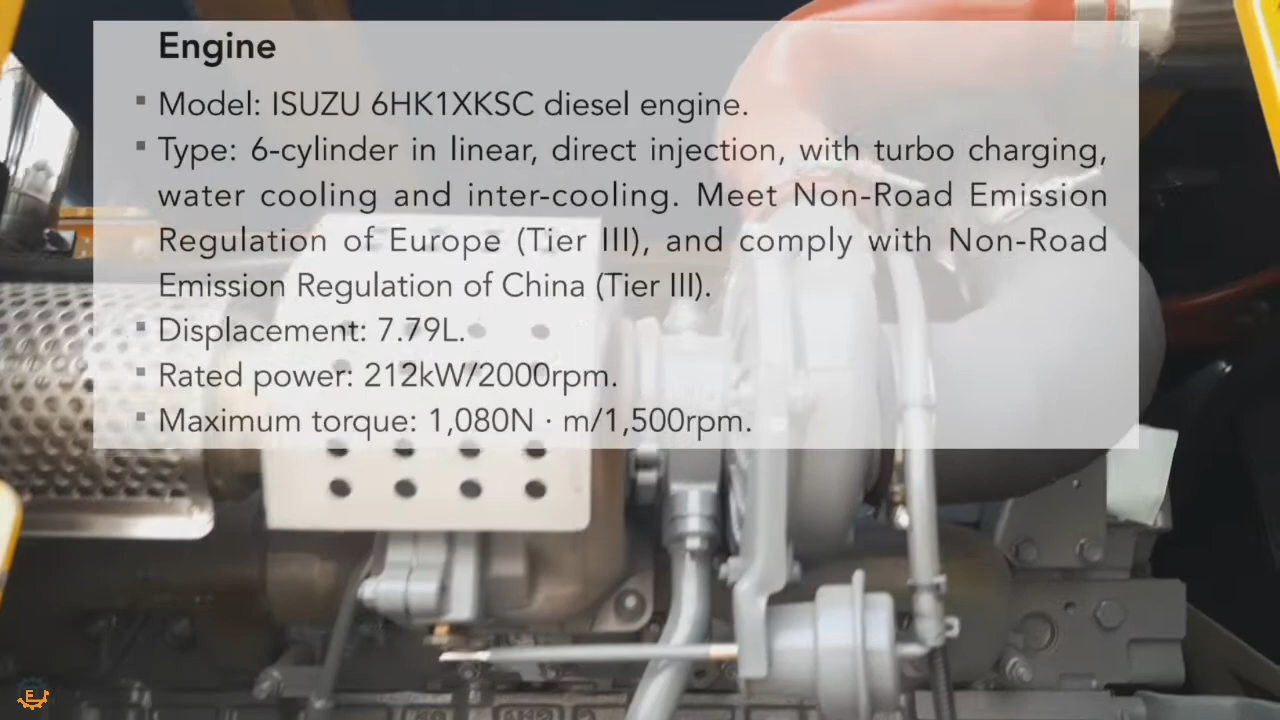 Engine
▪ Model: ISUZU 6HK1XKSC diesel engine.
▪ Type: 6-cylinder in linear, direct injection, with turbo charging,
water cooling and inter-cooling. Meet Non-Road Emission
Regulation of Europe (Tier III), and comply with Non-Road
Emission Regulation of China (Tier III).
▪ Displacement: 7.79L.
▪ Rated power: 212kW/2000rpm.
▪ Maximum torque: 1,080N · m/1,500rpm.